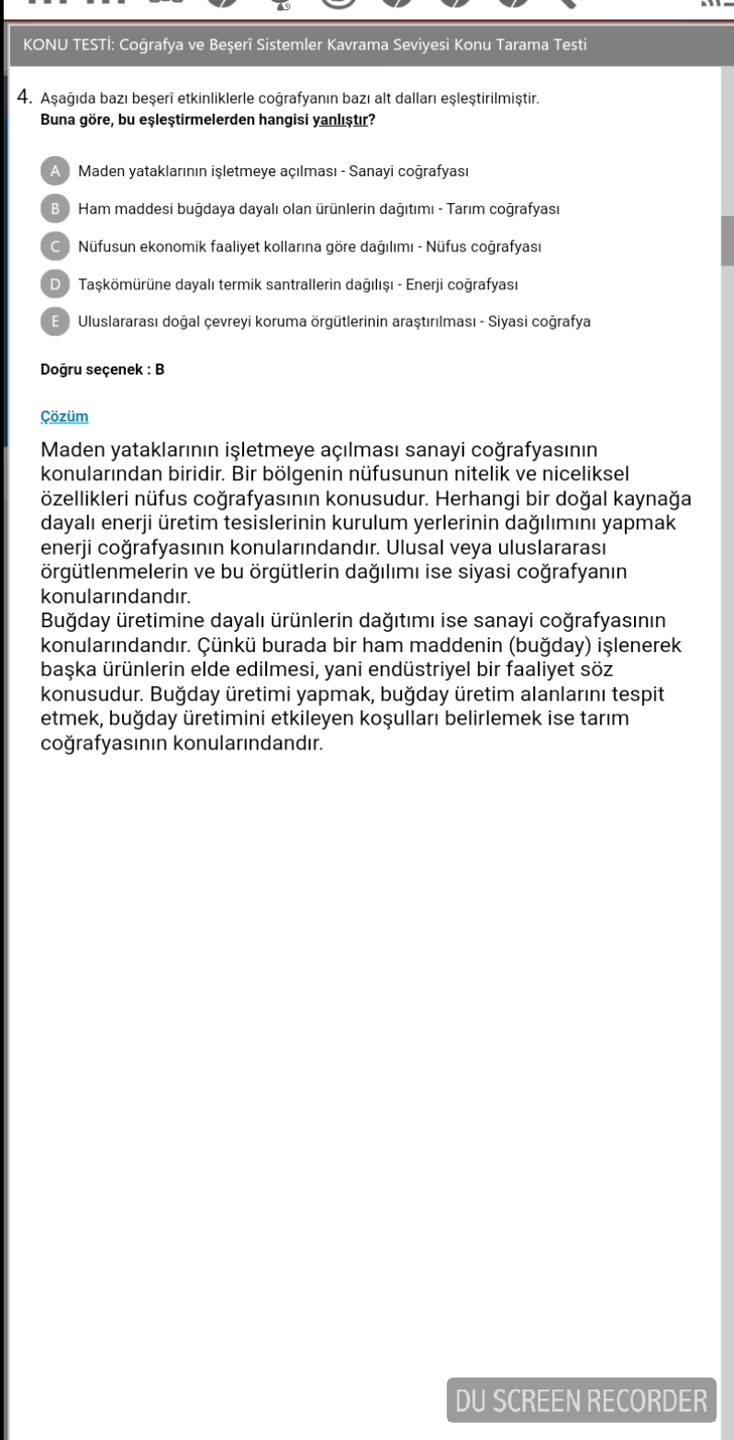 KONU TESTİ: Coğrafya ve Beşerî Sistemler Kavrama Seviyesi Konu Tarama Testi
4. Aşağıda bazı beşerî etkinliklerle coğrafyanın bazı alt dalları eşleştirilmiştir.
Buna göre, bu eşleştirmelerden hangisi yanlıştır?
A Maden yataklarının işletmeye açılması - Sanayi coğrafyası
B Ham maddesi buğdaya dayalı olan ürünlerin dağıtımı - Tarım coğrafyası
C Nüfusun ekonomik faaliyet kollarına göre dağılımı - Nüfus coğrafyası
D Taşkömürüne dayalı termik santrallerin dağılışı - Enerji coğrafyası
E Uluslararası doğal çevreyi koruma örgütlerinin araştırılması - Siyasi coğrafya
Doğru seçenek : B
Çözüm
Maden yataklarının işletmeye açılması sanayi coğrafyasının
konularından biridir. Bir bölgenin nüfusunun nitelik ve niceliksel
özellikleri nüfus coğrafyasının konusudur. Herhangi bir doğal kaynağa
dayalı enerji üretim tesislerinin kurulum yerlerinin dağılımını yapmak
enerji coğrafyasının konularındandır. Ulusal veya uluslararası
örgütlenmelerin ve bu örgütlerin dağılımı ise siyasi coğrafyanın
konularındandır.
Buğday üretimine dayalı ürünlerin dağıtımı ise sanayi coğrafyasının
konularındandır. Çünkü burada bir ham maddenin (buğday) işlenerek
başka ürünlerin elde edilmesi, yani endüstriyel bir faaliyet söz
konusudur. Buğday üretimi yapmak, buğday üretim alanlarını tespit
etmek, buğday üretimini etkileyen koşulları belirlemek ise tarım
coğrafyasının konularındandır.
DU SCREEN RECORDER